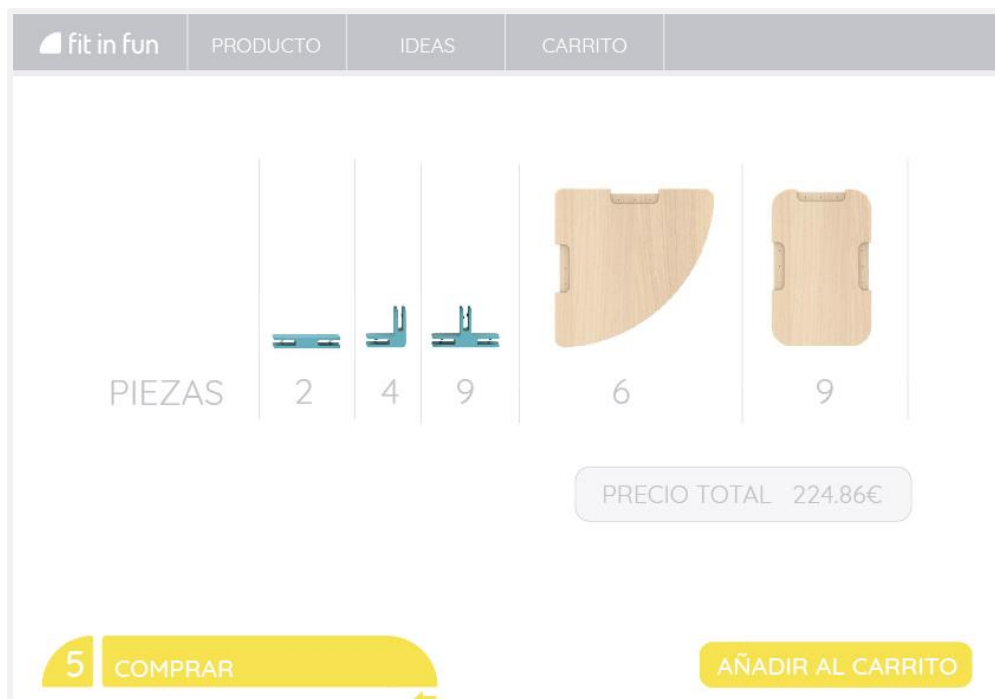 fit in fun PRODUCTO IDEAS CARRITO
PIEZAS 2 4 9 6 9
PRECIO TOTAL 224.86€
5 COMPRAR
AÑADIR AL CARRITO